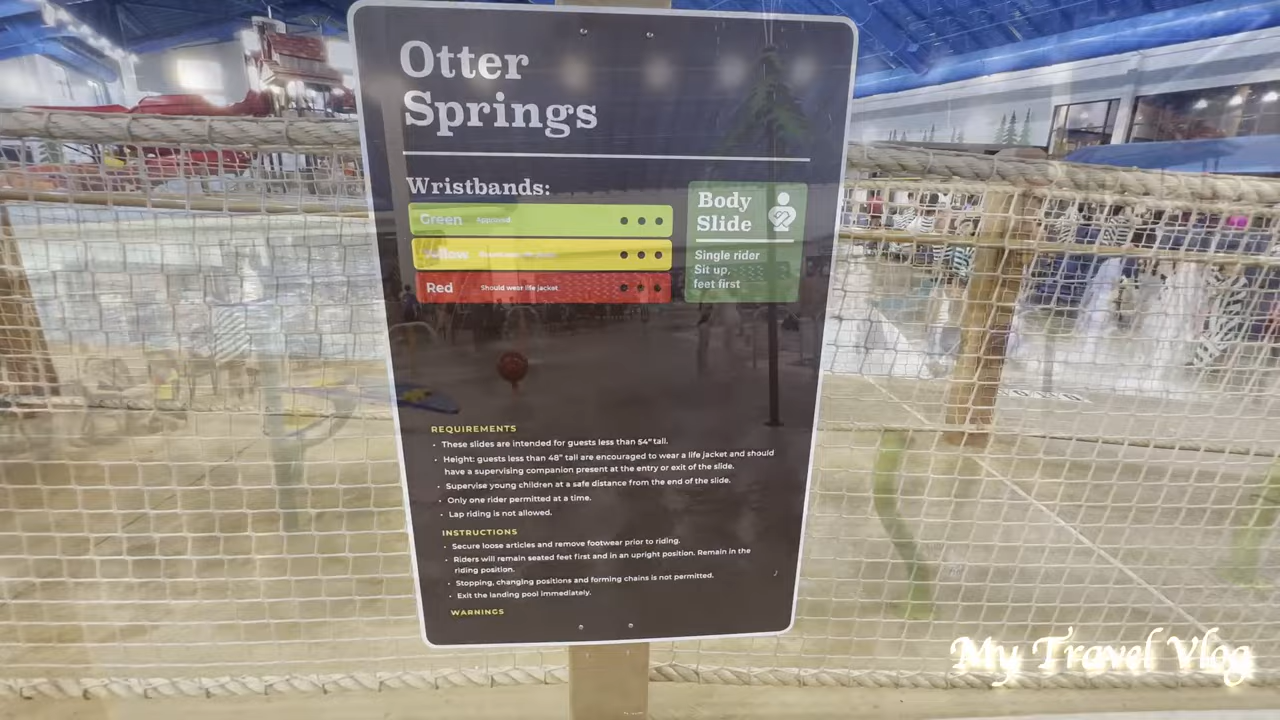 Otter
Springs
Wristbands:
Green Approved
Yellow
Red Should wear life jacket
Body
Slide
Single rider
Sit up,
feet first
REQUIREMENTS
• These slides are intended for guests less than 54" tall.
• Height: guests less than 48" tall are encouraged to wear a life jacket and should
have a supervising companion present at the entry or exit of the slide.
• Supervise young children at a safe distance from the end of the slide.
• Only one rider permitted at a time.
• Lap riding is not allowed.
INSTRUCTIONS
• Secure loose articles and remove footwear prior to riding.
• Riders will remain seated feet first and in an upright position. Remain in the
riding position.
• Stopping, changing positions and forming chains is not permitted.
• Exit the landing pool immediately.
WARNINGS
My Travel Vlog